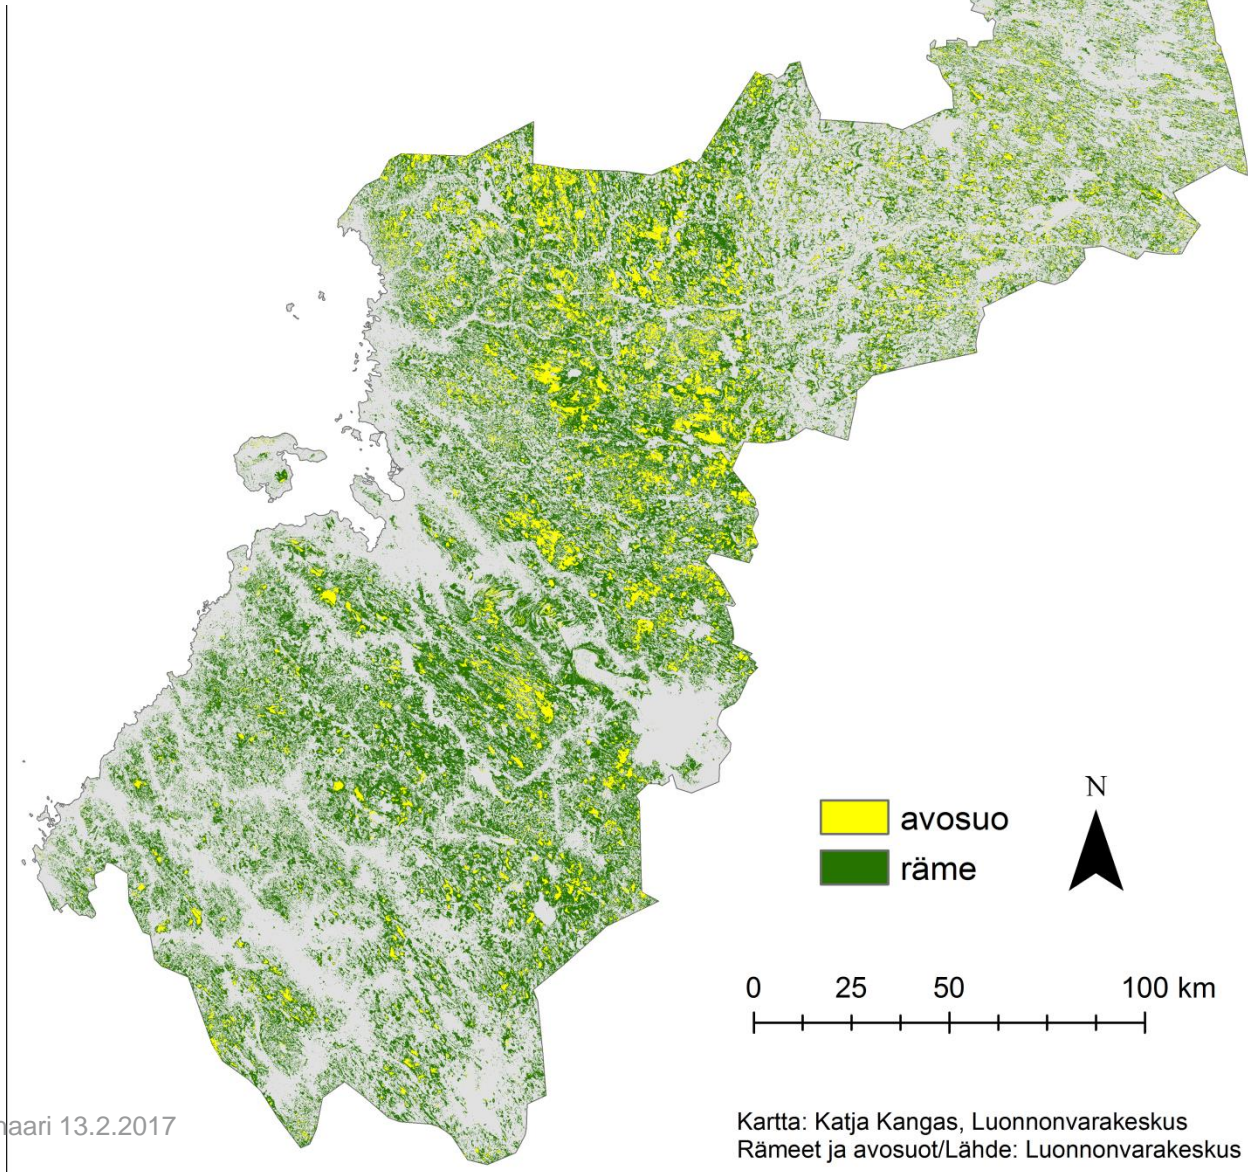 avosuo
räme
N
0 25 50 100 km
13.2.2017
Kartta: Katja Kangas, Luonnonvarakeskus
Rämeet ja avosuot/Lähde: Luonnonvarakeskus